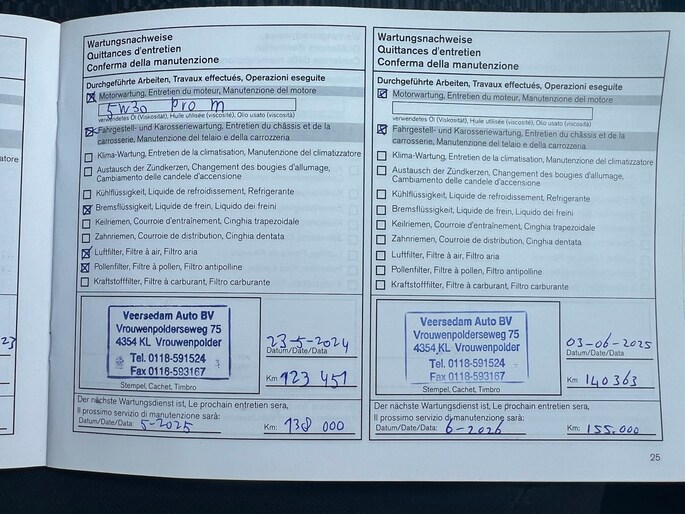 Wartungsnachweise
Quittances d'entretien
Conferma della manutenzione
Durchgeführte Arbeiten, Travaux effectués, Operazioni eseguite
Motorwartung, Entretien du moteur, Manutenzione del motore
5W30 Pro M
verwendetes Öl (Viskosität), Huile utilisée (viscosité), Olio usato (viscosità)
Fahrgestell- und Karosseriewartung, Entretien du châssis et de la
carrosserie, Manutenzione del telaio e della carrozzeria
Klima-Wartung, Entretien de la climatisation, Manutenzione del climatizzatore
Austausch der Zündkerzen, Changement des bougies d'allumage,
Cambiamento delle candele d'accensione
Kühlflüssigkeit, Liquide de refroidissement, Refrigerante
Bremsflüssigkeit, Liquide de frein, Liquido dei freini
Keilriemen, Courroie d'entraînement, Cinghia trapezoidale
Zahnriemen, Courroie de distribution, Cinghia dentata
Luftfilter, Filtre à air, Filtro aria
Pollenfilter, Filtre à pollen, Filtro antipolline
Kraftstofffilter, Filtre à carburant, Filtro carburante
Veersedam Auto BV
Vrouwenpolderseweg 75
4354 KL Vrouwenpolder
Tel. 0118-591524
Fax 0118-593167
Stempel, Cachet, Timbro
23-5-2024
Datum/Date/Data
Km 123 451
Der nächste Wartungsdienst ist, Le prochain entretien sera,
Il prossimo servizio di manutenzione sarà:
Datum/Date/Data: 5-2025 Km: 138 000
Wartungsnachweise
Quittances d'entretien
Conferma della manutenzione
Durchgeführte Arbeiten, Travaux effectués, Operazioni eseguite
Motorwartung, Entretien du moteur, Manutenzione del motore
verwendetes Öl (Viskosität), Huile utilisée (viscosité), Olio usato (viscosità)
Fahrgestell- und Karosseriewartung, Entretien du châssis et de la
carrosserie, Manutenzione del telaio e della carrozzeria
Klima-Wartung, Entretien de la climatisation, Manutenzione del climatizzatore
Austausch der Zündkerzen, Changement des bougies d'allumage,
Cambiamento delle candele d'accensione
Kühlflüssigkeit, Liquide de refroidissement, Refrigerante
Bremsflüssigkeit, Liquide de frein, Liquido dei freini
Keilriemen, Courroie d'entraînement, Cinghia trapezoidale
Zahnriemen, Courroie de distribution, Cinghia dentata
Luftfilter, Filtre à air, Filtro aria
Pollenfilter, Filtre à pollen, Filtro antipolline
Kraftstofffilter, Filtre à carburant, Filtro carburante
Veersedam Auto BV
Vrouwenpolderseweg 75
4354 KL Vrouwenpolder
Tel. 0118-591524
Fax 0118-593167
Stempel, Cachet, Timbro
03-06-2025
Datum/Date/Data
Km 140363
Der nächste Wartungsdienst ist, Le prochain entretien sera,
Il prossimo servizio di manutenzione sarà:
Datum/Date/Data: 6-2026 Km: 155.000
25